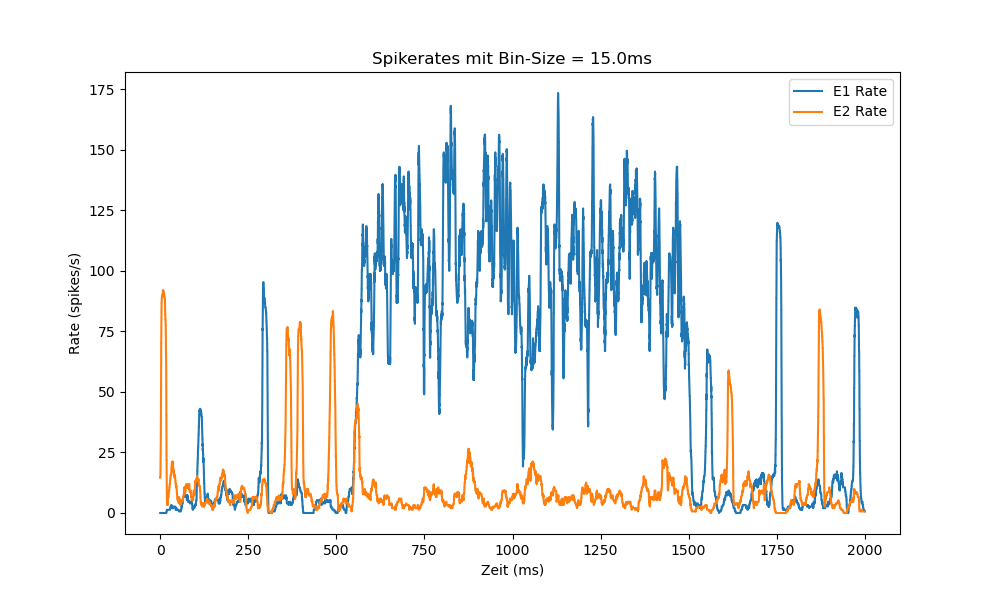 Spikerates mit Bin-Size = 15.0ms
E1 Rate
E2 Rate
Rate (spikes/s)
175
150
125
100
75
50
25
0
0 250 500 750 1000 1250 1500 1750 2000
Zeit (ms)